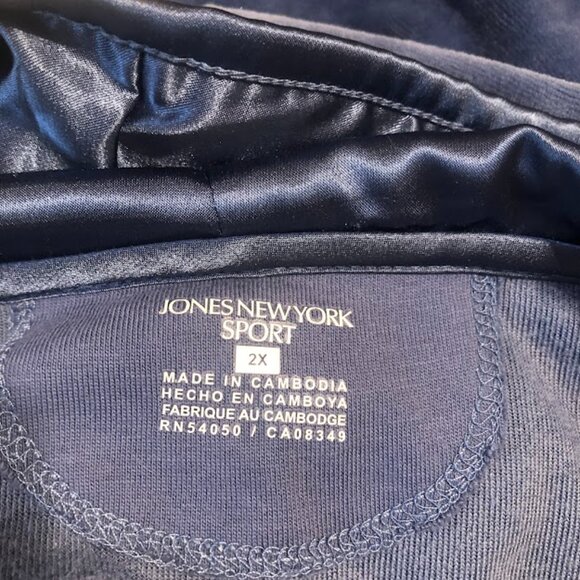 JONES NEW YORK
SPORT
2X
MADE IN CAMBODIA
HECHO EN CAMBOYA
FABRIQUE AU CAMBODGE
RN54050 / CA08349